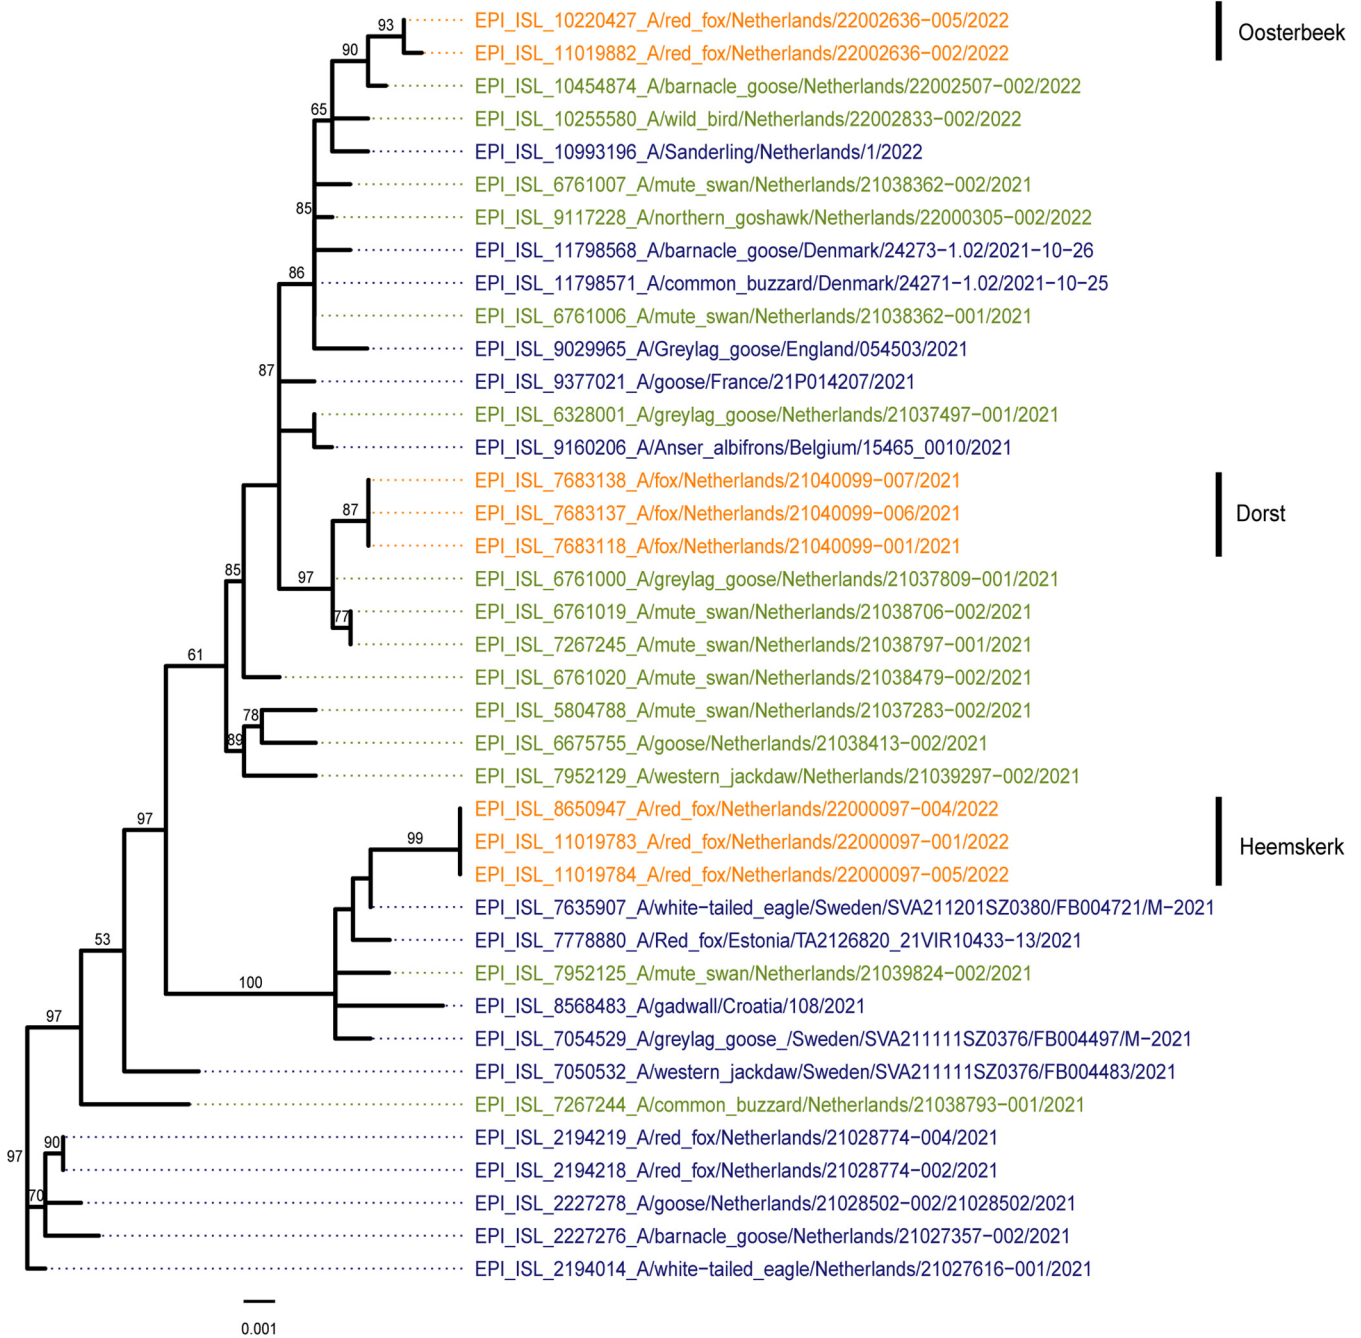 93
EPI_ISL_10220427_A/red_fox/Netherlands/22002636−005/2022
Oosterbeek
90
EPI_ISL_11019882_A/red_fox/Netherlands/22002636−002/2022
EPI_ISL_10454874_A/barnacle_goose/Netherlands/22002507−002/2022
65
EPI_ISL_10255580_A/wild_bird/Netherlands/22002833−002/2022
EPI_ISL_10993196_A/Sanderling/Netherlands/1/2022
EPI_ISL_6761007_A/mute_swan/Netherlands/21038362−002/2021
85
EPI_ISL_9117228_A/northern_goshawk/Netherlands/22000305−002/2022
EPI_ISL_11798568_A/barnacle_goose/Denmark/24273−1.02/2021−10−26
86
EPI_ISL_11798571_A/common_buzzard/Denmark/24271−1.02/2021−10−25
EPI_ISL_6761006_A/mute_swan/Netherlands/21038362−001/2021
EPI_ISL_9029965_A/Greylag_goose/England/054503/2021
87
EPI_ISL_9377021_A/goose/France/21P014207/2021
EPI_ISL_6328001_A/greylag_goose/Netherlands/21037497−001/2021
EPI_ISL_9160206_A/Anser_albifrons/Belgium/15465_0010/2021
EPI_ISL_7683138_A/fox/Netherlands/21040099−007/2021
87
EPI_ISL_7683137_A/fox/Netherlands/21040099−006/2021
Dorst
EPI_ISL_7683118_A/fox/Netherlands/21040099−001/2021
85
97
EPI_ISL_6761000_A/greylag_goose/Netherlands/21037809−001/2021
77
EPI_ISL_6761019_A/mute_swan/Netherlands/21038706−002/2021
EPI_ISL_7267245_A/mute_swan/Netherlands/21038797−001/2021
61
EPI_ISL_6761020_A/mute_swan/Netherlands/21038479−002/2021
78
EPI_ISL_5804788_A/mute_swan/Netherlands/21037283−002/2021
89
EPI_ISL_6675755_A/goose/Netherlands/21038413−002/2021
EPI_ISL_7952129_A/western_jackdaw/Netherlands/21039297−002/2021
97
EPI_ISL_8650947_A/red_fox/Netherlands/22000097−004/2022
99
EPI_ISL_11019783_A/red_fox/Netherlands/22000097−001/2022
Heemskerk
EPI_ISL_11019784_A/red_fox/Netherlands/22000097−005/2022
EPI_ISL_7635907_A/white−tailed_eagle/Sweden/SVA211201SZ0380/FB004721/M−2021
53
EPI_ISL_7778880_A/Red_fox/Estonia/TA2126820_21VIR10433−13/2021
100
EPI_ISL_7952125_A/mute_swan/Netherlands/21039824−002/2021
EPI_ISL_8568483_A/gadwall/Croatia/108/2021
97
EPI_ISL_7054529_A/greylag_goose_/Sweden/SVA211111SZ0376/FB004497/M−2021
EPI_ISL_7050532_A/western_jackdaw/Sweden/SVA211111SZ0376/FB004483/2021
EPI_ISL_7267244_A/common_buzzard/Netherlands/21038793−001/2021
90
EPI_ISL_2194219_A/red_fox/Netherlands/21028774−004/2021
97
EPI_ISL_2194218_A/red_fox/Netherlands/21028774−002/2021
70
EPI_ISL_2227278_A/goose/Netherlands/21028502−002/21028502/2021
EPI_ISL_2227276_A/barnacle_goose/Netherlands/21027357−002/2021
EPI_ISL_2194014_A/white−tailed_eagle/Netherlands/21027616−001/2021
0.001